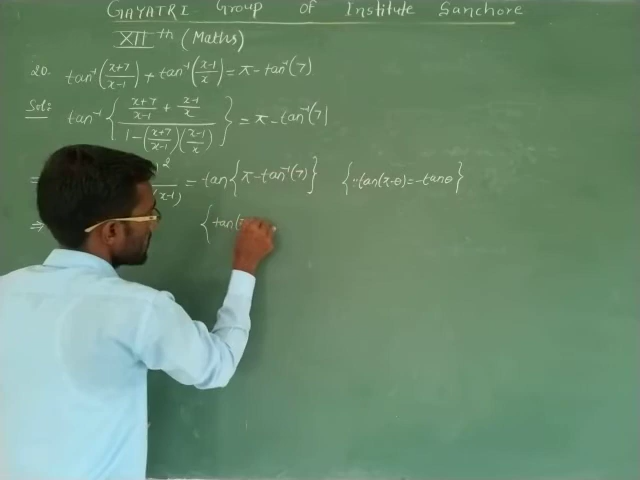 GAYATRI Group of Institute Sanchore
XII th (Maths)
20. tan⁻¹((x+7)/(x-1)) + tan⁻¹((x-1)/x) = π - tan⁻¹(7)
Sol: tan⁻¹{((x+7)/(x-1) + (x-1)/x)/(1-((x+7)/(x-1))((x-1)/x))} = π - tan⁻¹(7)
= tan{π - tan⁻¹(7)} {∵ tan(π-θ) = -tanθ}
⇒ {tan(